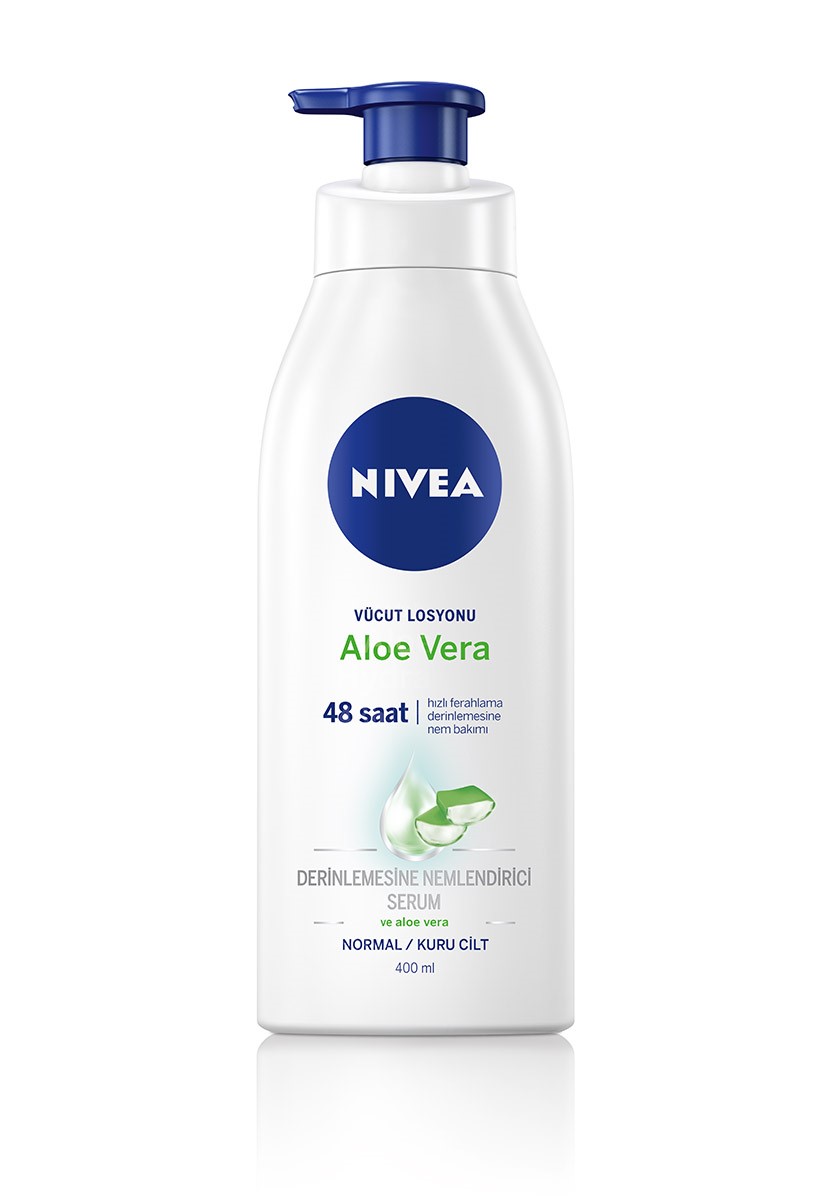 NIVEA
VÜCUT LOSYONU
Aloe Vera
48 saat
hızlı ferahlama
derinlemesine
nem bakımı
DERİNLEMESİNE NEMLENDİRİCİ
SERUM
ve aloe vera
NORMAL / KURU CİLT
400 ml